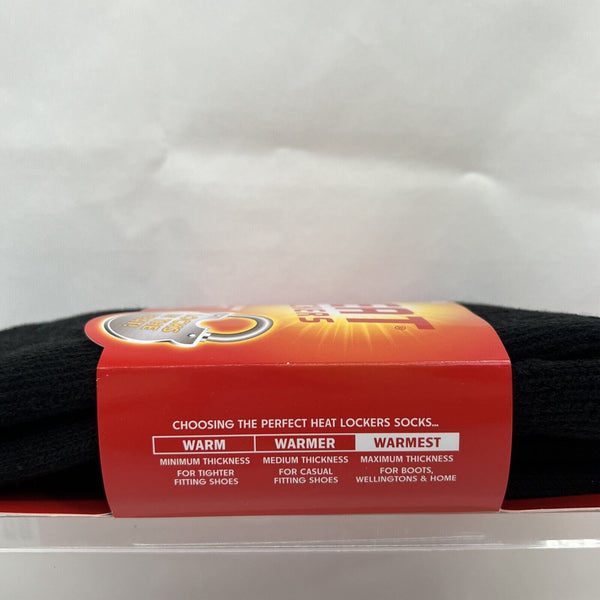 CHOOSING THE PERFECT HEAT LOCKERS SOCKS...
WARM WARMER WARMEST
MINIMUM THICKNESS MEDIUM THICKNESS MAXIMUM THICKNESS
FOR TIGHTER FOR CASUAL FOR BOOTS,
FITTING SHOES FITTING SHOES WELLINGTONS & HOME